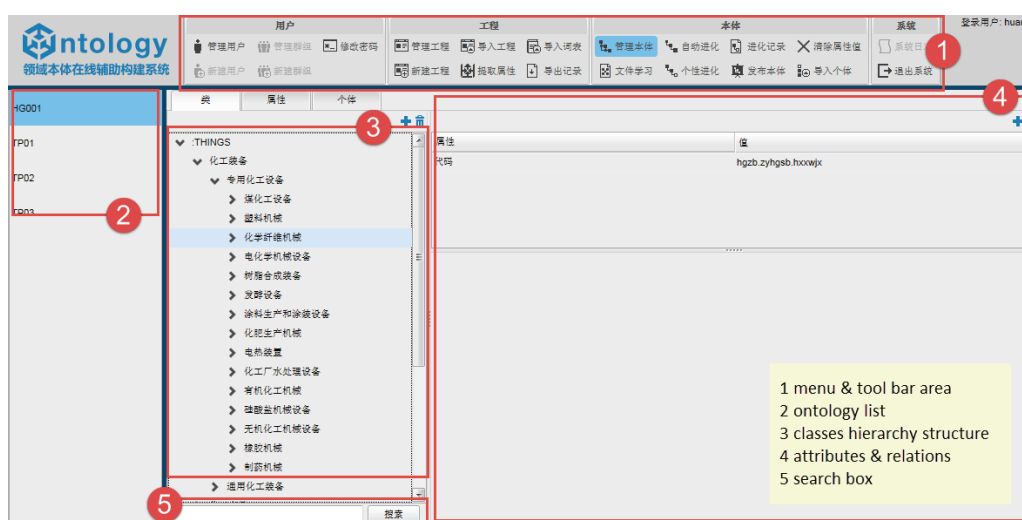 ntology
领域本体在线辅助构建系统
用户
管理用户 管理群组 修改密码
新建用户 新建群组
工程
管理工程 导入工程 导入词表
新建工程 提取属性 导出记录
本体
管理本体 自动进化 进化记录 清除属性值
文件学习 个性进化 发布本体 导入个体
系统
系统日
退出系统
登录用户: huan
1
HG001
TP01
TP02
TP03
2
类 属性 个体
3
:THINGS
化工装备
专用化工设备
煤化工设备
塑料机械
化学纤维机械
电化学机械设备
树脂合成装备
发酵设备
涂料生产和涂装设备
化肥生产机械
电热装置
化工厂水处理设备
有机化工机械
硅酸盐机械设备
无机化工机械设备
橡胶机械
制药机械
通用化工装备
5
搜索
4
属性 值
代码 hgzb.zyhgsb.hxxwjx
1 menu & tool bar area
2 ontology list
3 classes hierarchy structure
4 attributes & relations
5 search box